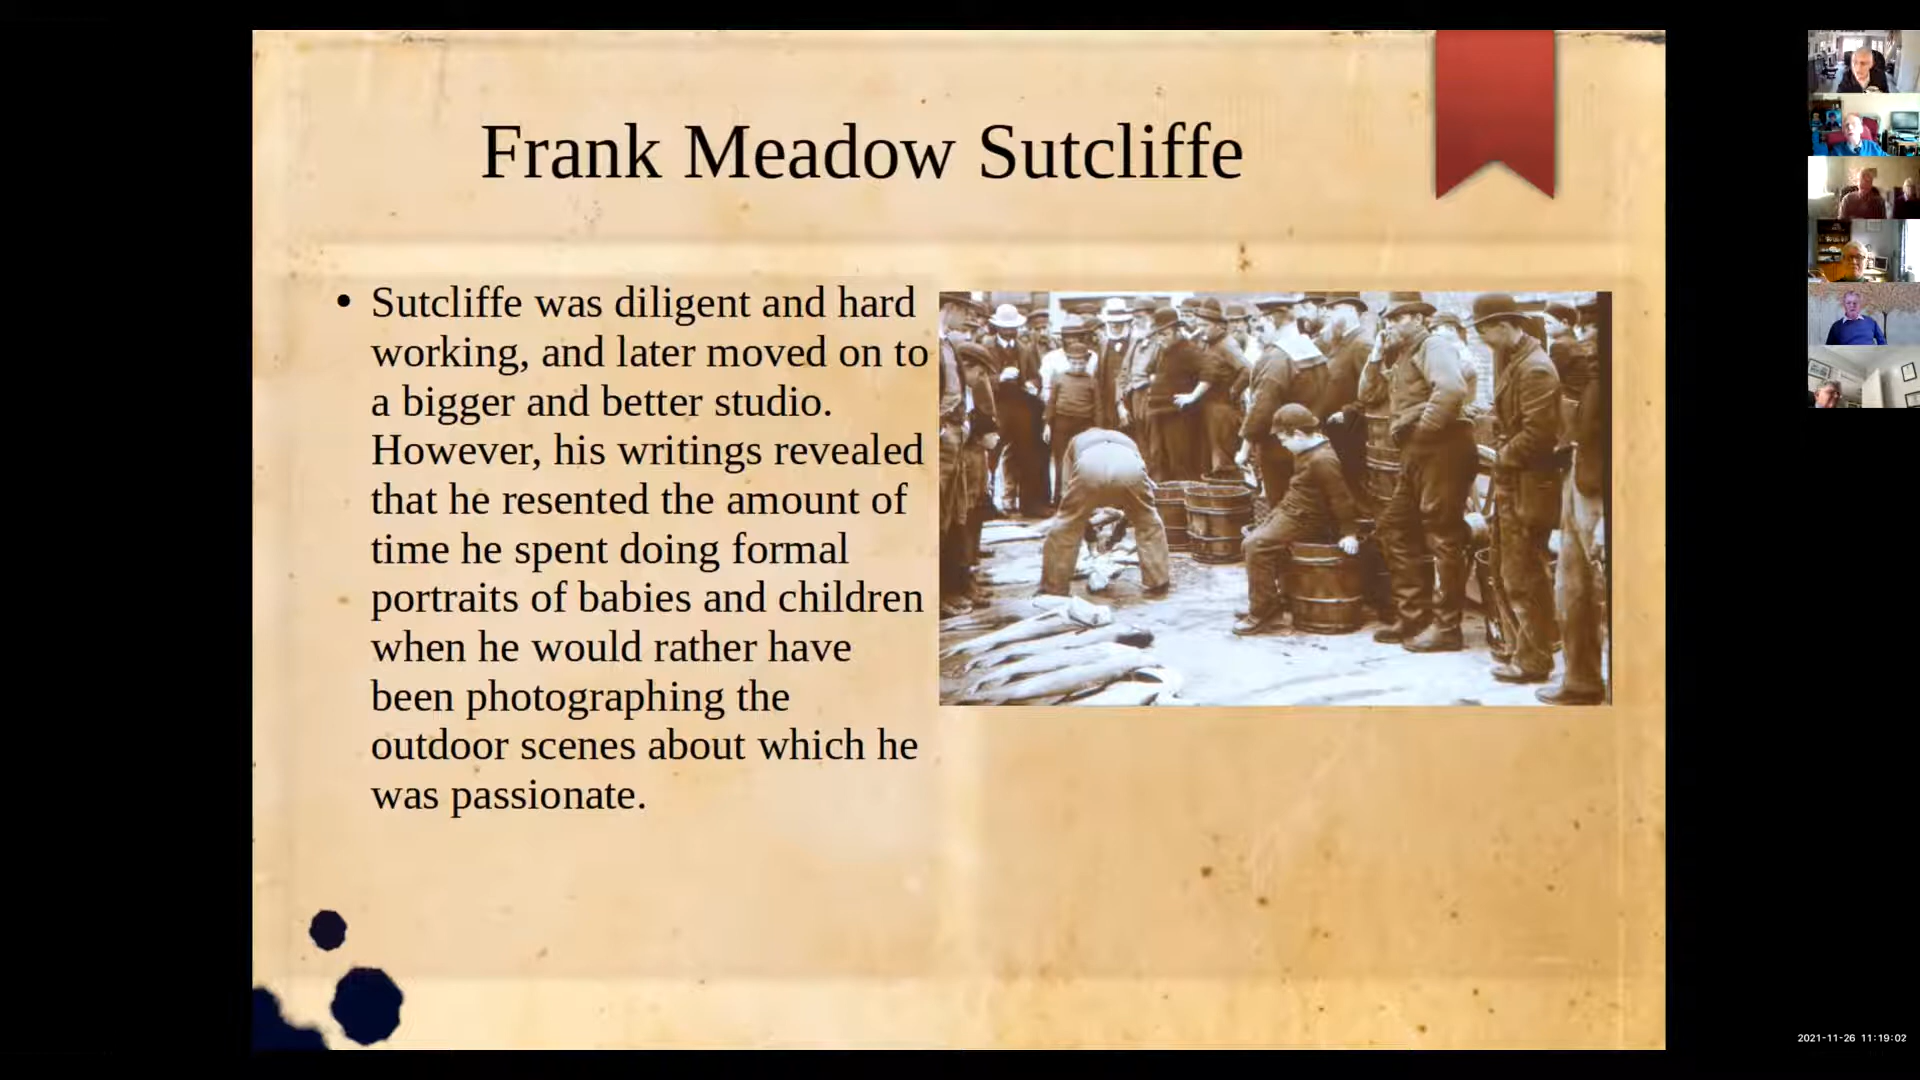 Frank Meadow Sutcliffe
• Sutcliffe was diligent and hard
working, and later moved on to
a bigger and better studio.
However, his writings revealed
that he resented the amount of
time he spent doing formal
portraits of babies and children
when he would rather have
been photographing the
outdoor scenes about which he
was passionate.
2021-11-26 11:19:02